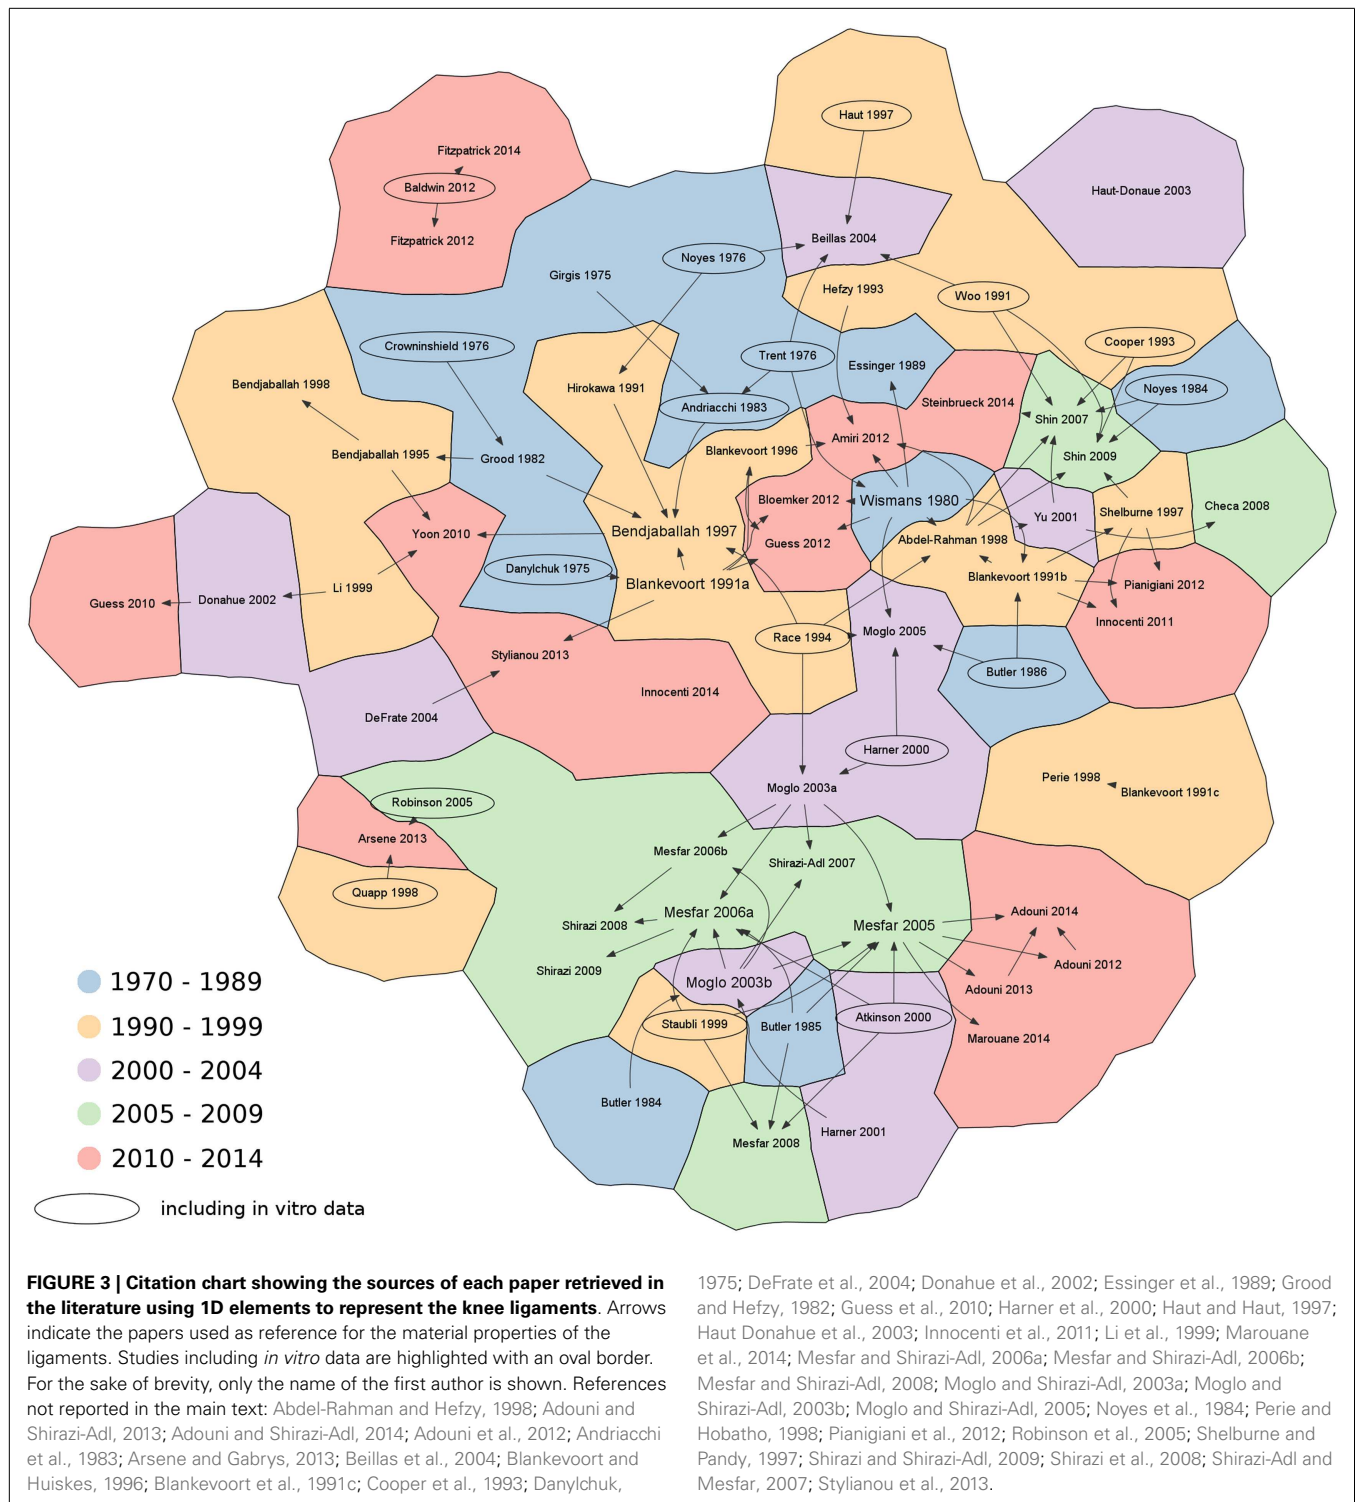 Haut 1997
Fitzpatrick 2014
Baldwin 2012
Haut-Donaue 2003
Fitzpatrick 2012
Beillas 2004
Noyes 1976
Girgis 1975
Hefzy 1993
Woo 1991
Crowninshield 1976
Cooper 1993
Trent 1976
Essinger 1989
Bendjaballah 1998
Hirokawa 1991
Noyes 1984
Steinbrueck 2014
Andriacchi 1983
Shin 2007
Amiri 2012
Bendjaballah 1995
Grood 1982
Blankevoort 1996
Shin 2009
Bloemker 2012
Wismans 1980
Checa 2008
Shelburne 1997
Yu 2001
Yoon 2010
Bendjaballah 1997
Guess 2012
Abdel-Rahman 1998
Danylchuk 1975
Blankevoort 1991a
Blankevoort 1991b
Pianigiani 2012
Li 1999
Guess 2010
Donahue 2002
Innocenti 2011
Race 1994
Moglo 2005
Stylianou 2013
Butler 1986
Innocenti 2014
DeFrate 2004
Harner 2000
Perie 1998
Blankevoort 1991c
Moglo 2003a
Robinson 2005
Arsene 2013
Mesfar 2006b
Shirazi-Adl 2007
Quapp 1998
Mesfar 2006a
Adouni 2014
Shirazi 2008
Mesfar 2005
Adouni 2012
Shirazi 2009
Moglo 2003b
Adouni 2013
Staubli 1999
Butler 1985
Atkinson 2000
Marouane 2014
Butler 1984
Harner 2001
Mesfar 2008
1970 - 1989
1990 - 1999
2000 - 2004
2005 - 2009
2010 - 2014
including in vitro data
FIGURE 3 | Citation chart showing the sources of each paper retrieved in
the literature using 1D elements to represent the knee ligaments. Arrows
indicate the papers used as reference for the material properties of the
ligaments. Studies including in vitro data are highlighted with an oval border.
For the sake of brevity, only the name of the first author is shown. References
not reported in the main text: Abdel-Rahman and Hefzy, 1998; Adouni and
Shirazi-Adl, 2013; Adouni and Shirazi-Adl, 2014; Adouni et al., 2012; Andriacchi
et al., 1983; Arsene and Gabrys, 2013; Beillas et al., 2004; Blankevoort and
Huiskes, 1996; Blankevoort et al., 1991c; Cooper et al., 1993; Danylchuk,
1975; DeFrate et al., 2004; Donahue et al., 2002; Essinger et al., 1989; Grood
and Hefzy, 1982; Guess et al., 2010; Harner et al., 2000; Haut and Haut, 1997;
Haut Donahue et al., 2003; Innocenti et al., 2011; Li et al., 1999; Marouane
et al., 2014; Mesfar and Shirazi-Adl, 2006a; Mesfar and Shirazi-Adl, 2006b;
Mesfar and Shirazi-Adl, 2008; Moglo and Shirazi-Adl, 2003a; Moglo and
Shirazi-Adl, 2003b; Moglo and Shirazi-Adl, 2005; Noyes et al., 1984; Perie and
Hobatho, 1998; Pianigiani et al., 2012; Robinson et al., 2005; Shelburne and
Pandy, 1997; Shirazi and Shirazi-Adl, 2009; Shirazi et al., 2008; Shirazi-Adl and
Mesfar, 2007; Stylianou et al., 2013.